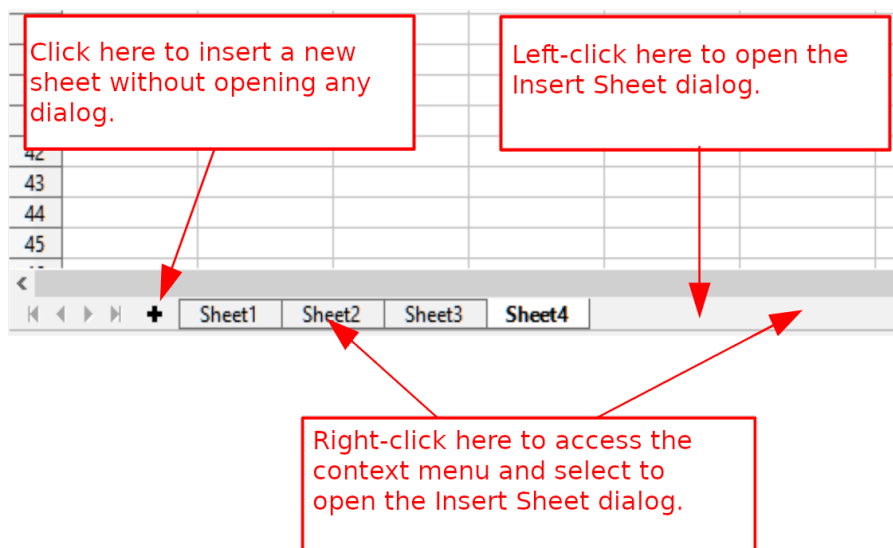 Click here to insert a new
sheet without opening any
dialog.
Left-click here to open the
Insert Sheet dialog.
42
43
44
45
Sheet1 Sheet2 Sheet3 Sheet4
Right-click here to access the
context menu and select to
open the Insert Sheet dialog.